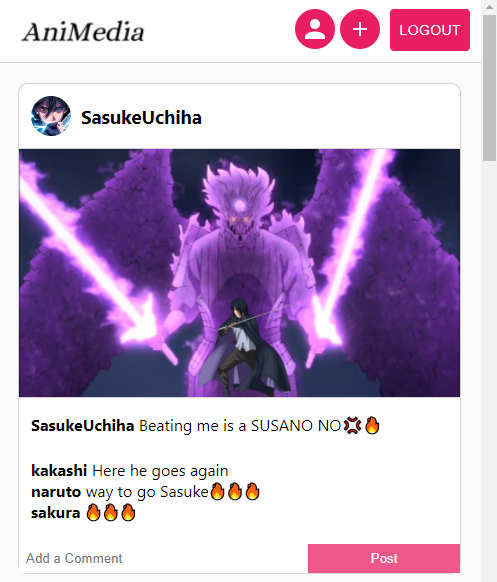 AniMedia
LOGOUT
SasukeUchiha
SasukeUchiha Beating me is a SUSANO NO💢🔥
kakashi Here he goes again
naruto way to go Sasuke🔥🔥🔥
sakura 🔥🔥🔥
Add a Comment
Post